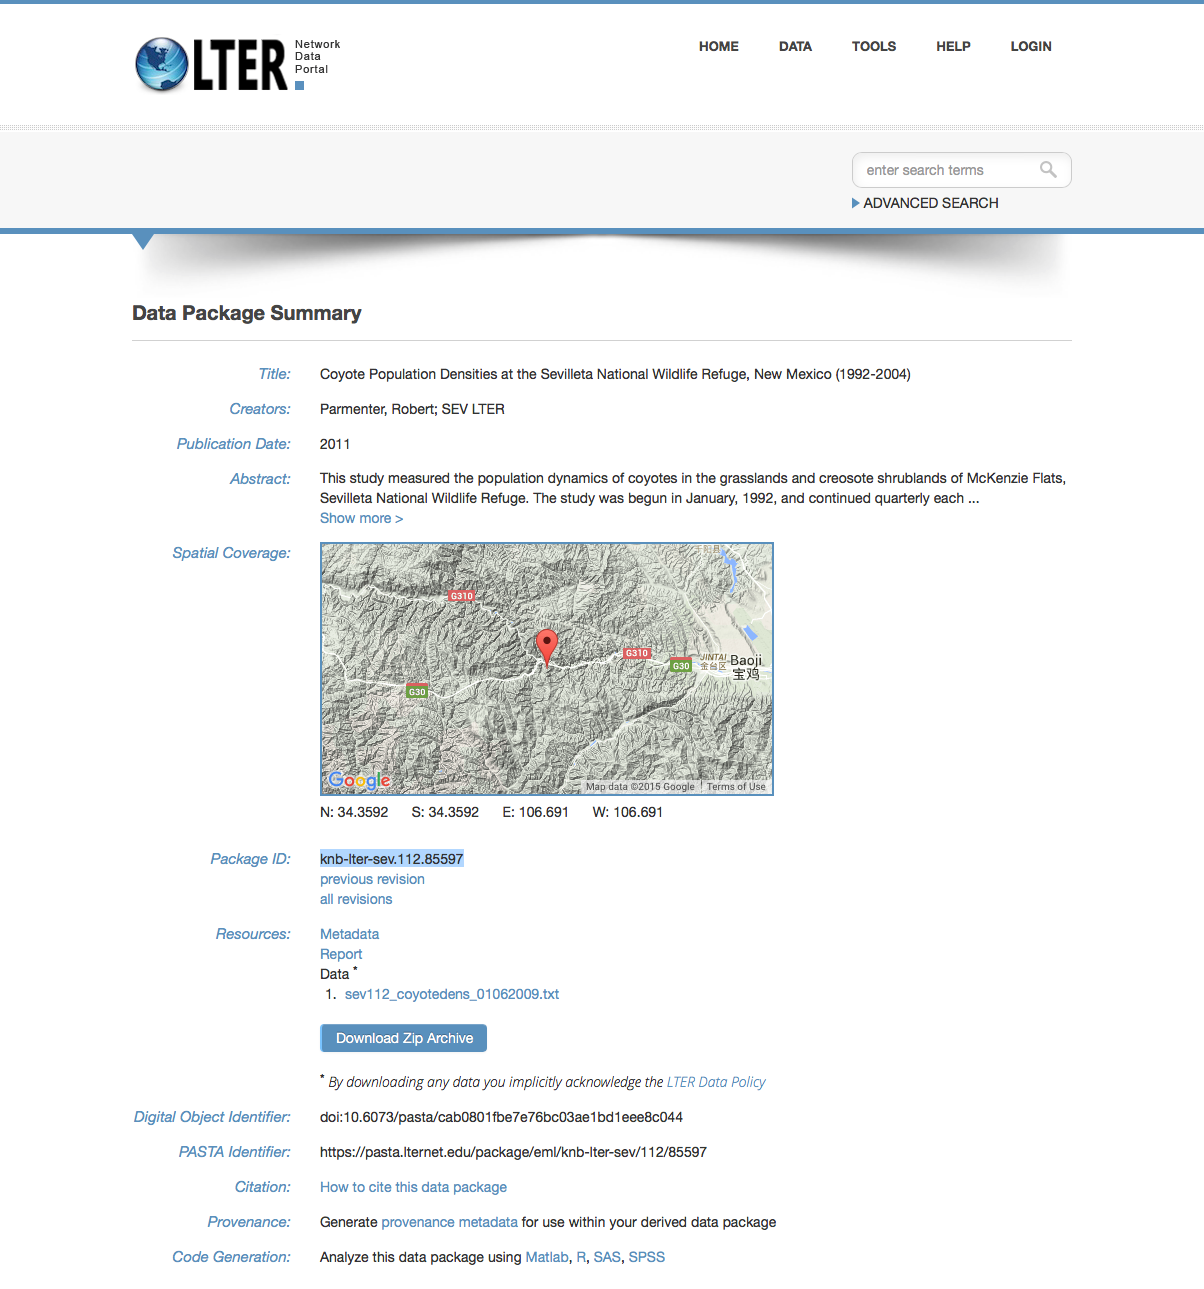 LTER
Network
Data
Portal
HOME DATA TOOLS HELP LOGIN
enter search terms
ADVANCED SEARCH
Data Package Summary
Title: Coyote Population Densities at the Sevilleta National Wildlife Refuge, New Mexico (1992-2004)
Creators: Parmenter, Robert; SEV LTER
Publication Date: 2011
Abstract: This study measured the population dynamics of coyotes in the grasslands and creosote shrublands of McKenzie Flats,
Sevilleta National Wildlife Refuge. The study was begun in January, 1992, and continued quarterly each ...
Show more >
Spatial Coverage:
G310
G310
G30
JINTAI
金台区
Baoji
宝鸡
G30
Google
Map data ©2015 Google Terms of Use
N: 34.3592 S: 34.3592 E: 106.691 W: 106.691
Package ID: knb-lter-sev.112.85597
previous revision
all revisions
Resources: Metadata
Report
Data *
1. sev112_coyotedens_01062009.txt
Download Zip Archive
* By downloading any data you implicitly acknowledge the LTER Data Policy
Digital Object Identifier: doi:10.6073/pasta/cab0801fbe7e76bc03ae1bd1eee8c044
PASTA Identifier: https://pasta.lternet.edu/package/eml/knb-lter-sev/112/85597
Citation: How to cite this data package
Provenance: Generate provenance metadata for use within your derived data package
Code Generation: Analyze this data package using Matlab, R, SAS, SPSS